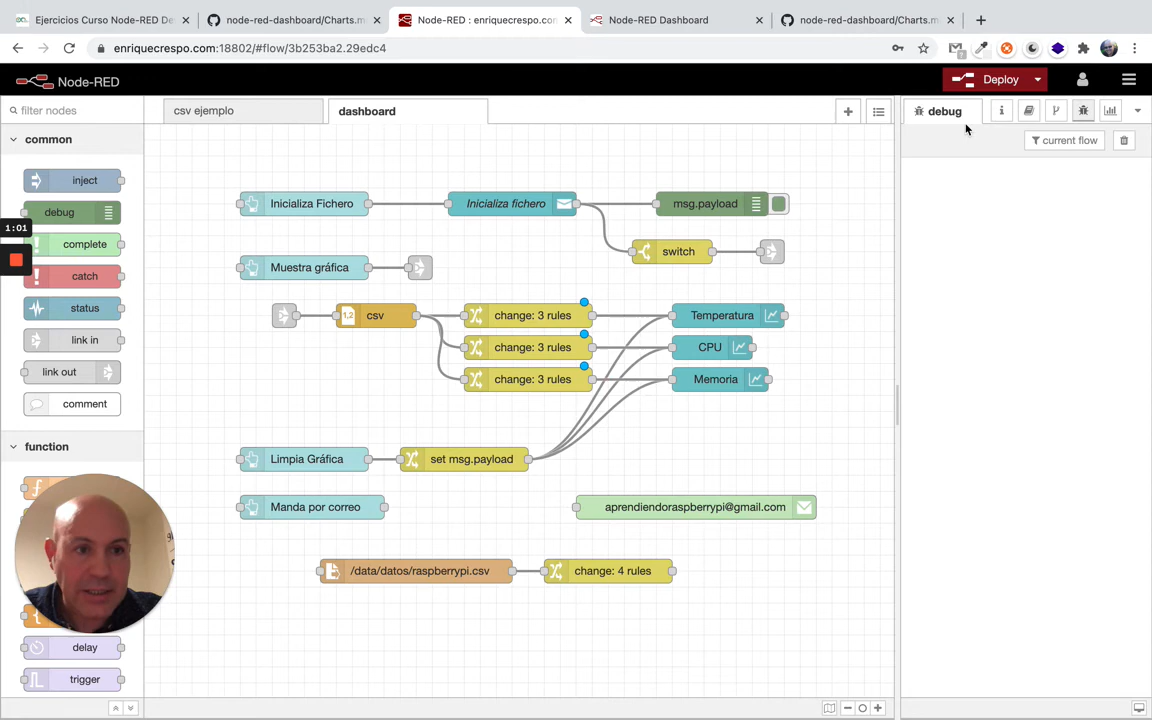 Ejercicios Curso Node-RED De
node-red-dashboard/Charts.m
Node-RED : enriquecrespo.con
Node-RED Dashboard
node-red-dashboard/Charts.m
enriquecrespo.com:18802/#flow/3b253ba2.29edc4
Node-RED
Deploy
filter nodes
csv ejemplo
dashboard
debug
current flow
common
inject
debug
1:01
complete
catch
status
link in
link out
comment
function
delay
trigger
Inicializa Fichero
Inicializa fichero
msg.payload
switch
Muestra gráfica
1,2
csv
change: 3 rules
Temperatura
change: 3 rules
CPU
change: 3 rules
Memoria
Limpia Gráfica
set msg.payload
Manda por correo
aprendiendoraspberrypi@gmail.com
/data/datos/raspberrypi.csv
change: 4 rules